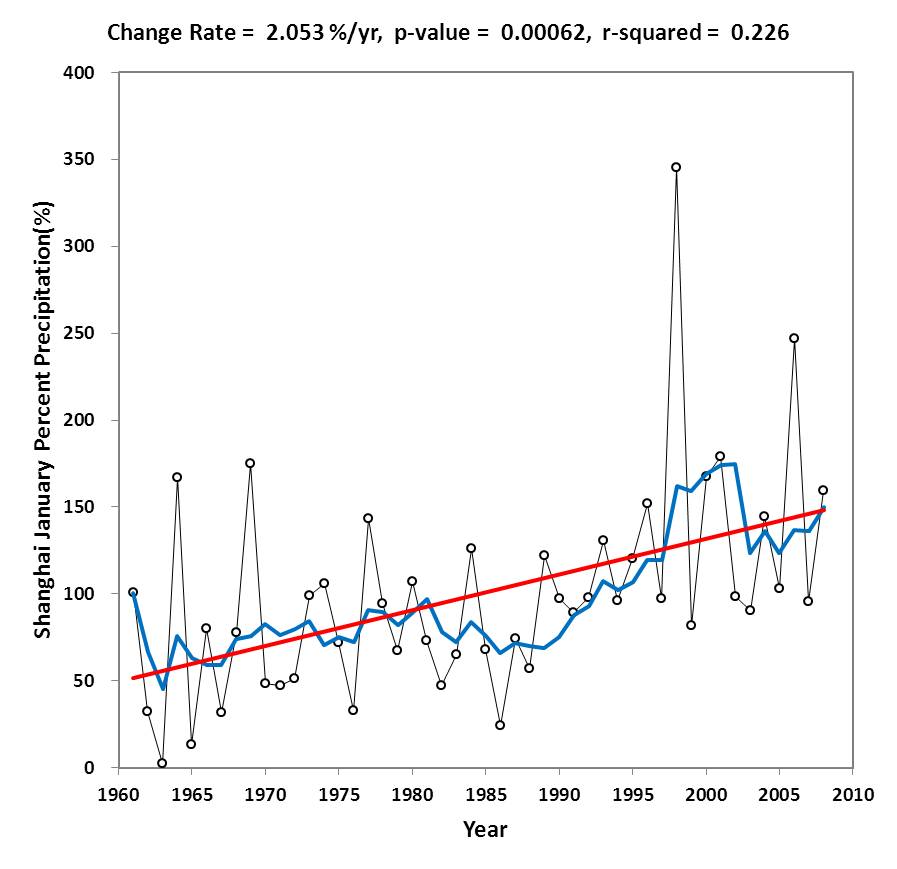 Change Rate = 2.053 %/yr, p-value = 0.00062, r-squared = 0.226
400
350
300
250
200
150
100
50
0
Shanghai January Percent Precipitation(%)
1960 1965 1970 1975 1980 1985 1990 1995 2000 2005 2010
Year